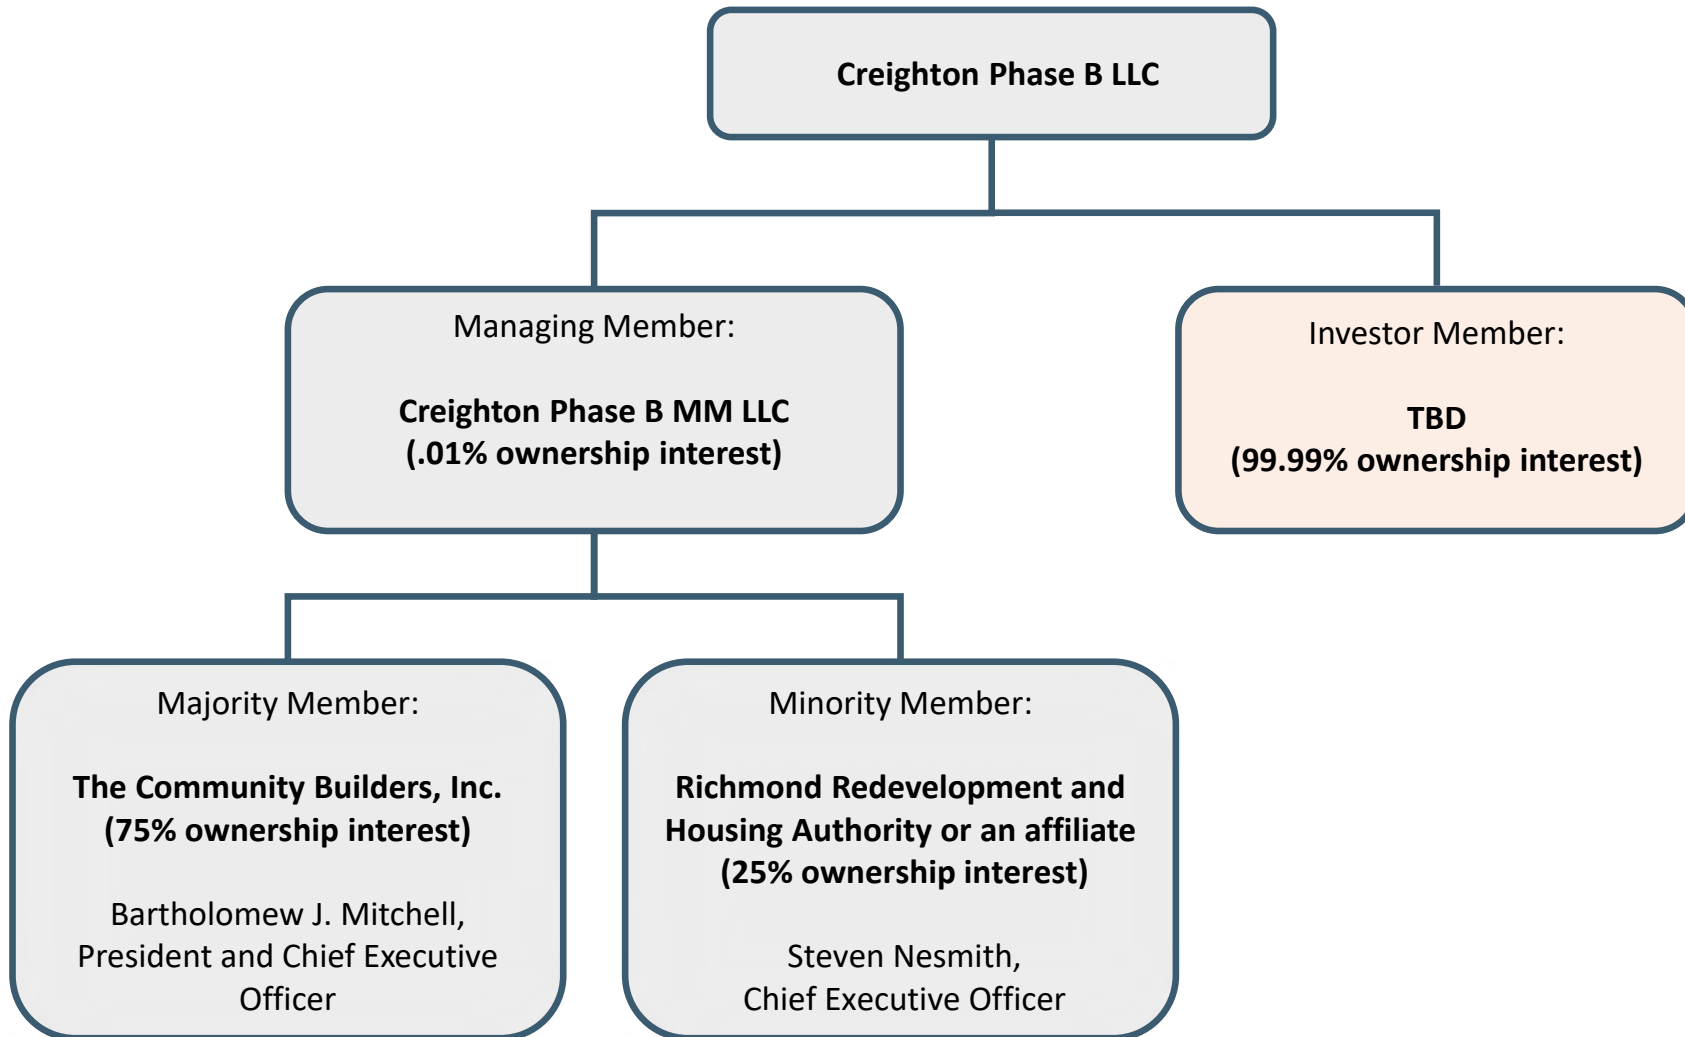 Creighton Phase B LLC
Managing Member:
Creighton Phase B MM LLC
(.01% ownership interest)
Investor Member:
TBD
(99.99% ownership interest)
Majority Member:
The Community Builders, Inc.
(75% ownership interest)
Bartholomew J. Mitchell,
President and Chief Executive
Officer
Minority Member:
Richmond Redevelopment and
Housing Authority or an affiliate
(25% ownership interest)
Steven Nesmith,
Chief Executive Officer